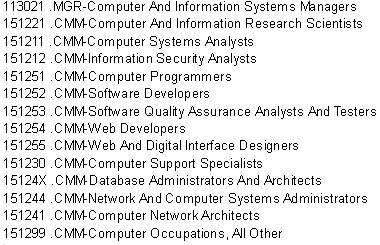 113021 .MGR-Computer And Information Systems Managers
151221 .CMM-Computer And Information Research Scientists
151211 .CMM-Computer Systems Analysts
151212 .CMM-Information Security Analysts
151251 .CMM-Computer Programmers
151252 .CMM-Software Developers
151253 .CMM-Software Quality Assurance Analysts And Testers
151254 .CMM-Web Developers
151255 .CMM-Web And Digital Interface Designers
151230 .CMM-Computer Support Specialists
15124X .CMM-Database Administrators And Architects
151244 .CMM-Network And Computer Systems Administrators
151241 .CMM-Computer Network Architects
151299 .CMM-Computer Occupations, All Other